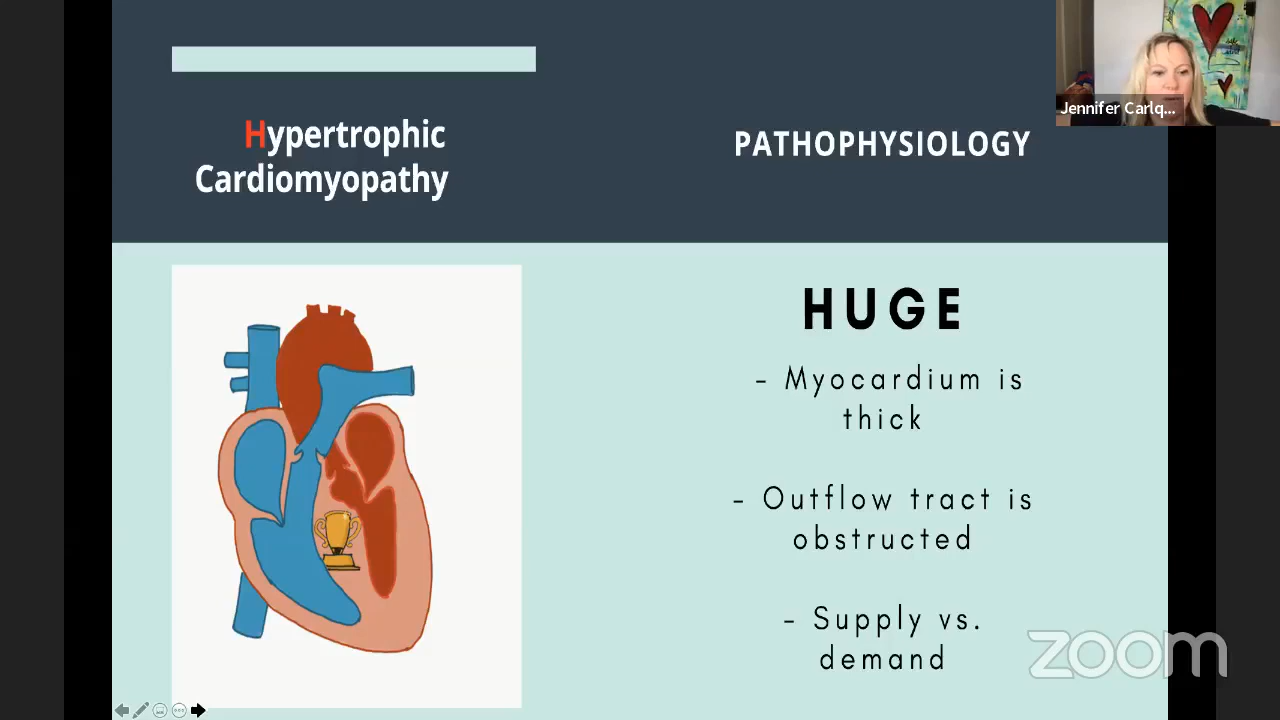 Hypertrophic
Cardiomyopathy
PATHOPHYSIOLOGY
Jennifer Carlq...
HUGE
- Myocardium is
thick
- Outflow tract is
obstructed
- Supply vs.
demand
zoom